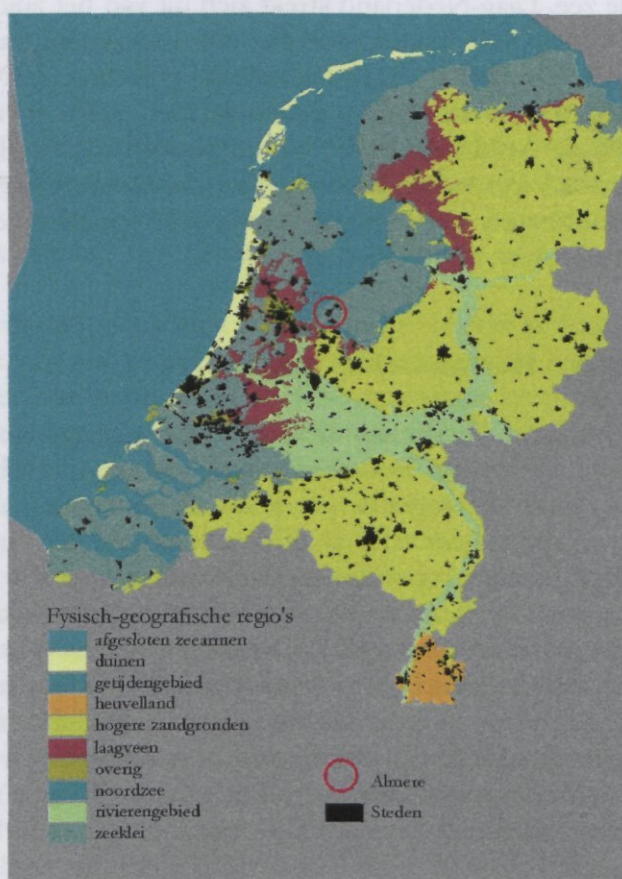 Fysisch-geografische regio's
afgesloten zeearmen
duinen
getijdengebied
heuvelland
hogere zandgronden
laagveen
overig
noordzee
rivierengebied
zeeklei
Almere
Steden